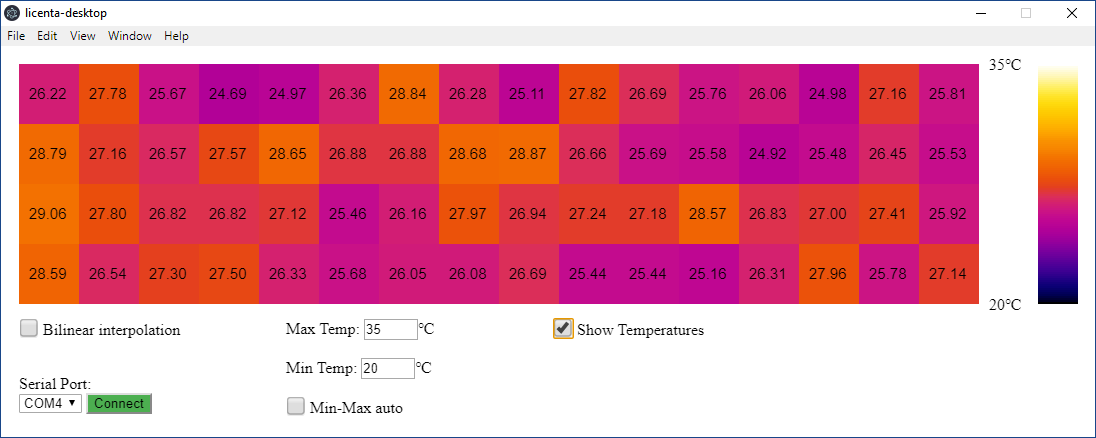 licenta-desktop
File Edit View Window Help
35°C
26.22 27.78 25.67 24.69 24.97 26.36 28.84 26.28 25.11 27.82 26.69 25.76 26.06 24.98 27.16 25.81
28.79 27.16 26.57 27.57 28.65 26.88 26.88 28.68 28.87 26.66 25.69 25.58 24.92 25.48 26.45 25.53
29.06 27.80 26.82 26.82 27.12 25.46 26.16 27.97 26.94 27.24 27.18 28.57 26.83 27.00 27.41 25.92
28.59 26.54 27.30 27.50 26.33 25.68 26.05 26.08 26.69 25.44 25.44 25.16 26.31 27.96 25.78 27.14
20°C
Bilinear interpolation Max Temp: 35 °C Show Temperatures
Min Temp: 20 °C
Serial Port:
COM4 Connect Min-Max auto